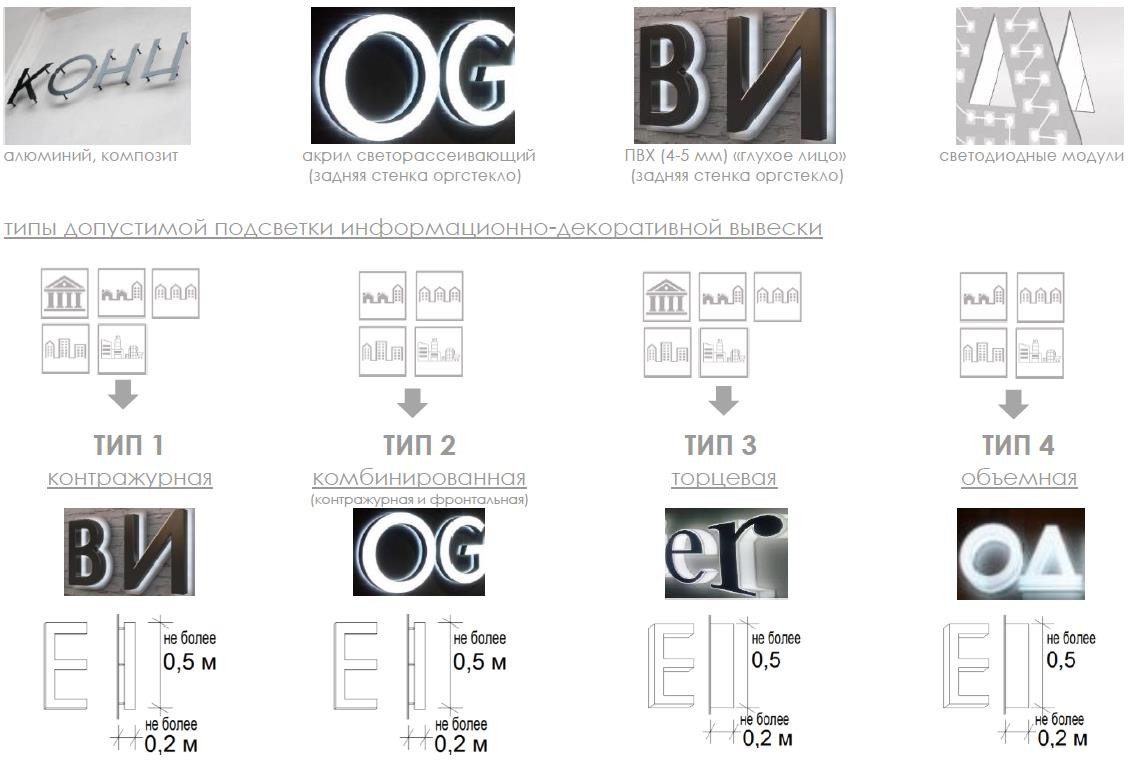 КОНЦ
OG
ВИ
алюминий, композит
акрил светорассеивающий
(задняя стенка оргстекло)
ПВХ (4-5 мм) «глухое лицо»
(задняя стенка оргстекло)
светодиодные модули
типы допустимой подсветки информационно-декоративной вывески
ТИП 1
контражурная
ТИП 2
комбинированная
(контражурная и фронтальная)
ТИП 3
торцевая
ТИП 4
объемная
ВИ
OG
er
ОД
Е
не более
0,5 м
не более
0,2 м
Е
не более
0,5 м
не более
0,2 м
Е
не более
0,5
не более
0,2 м
Е
не более
0,5
не более
0,2 м